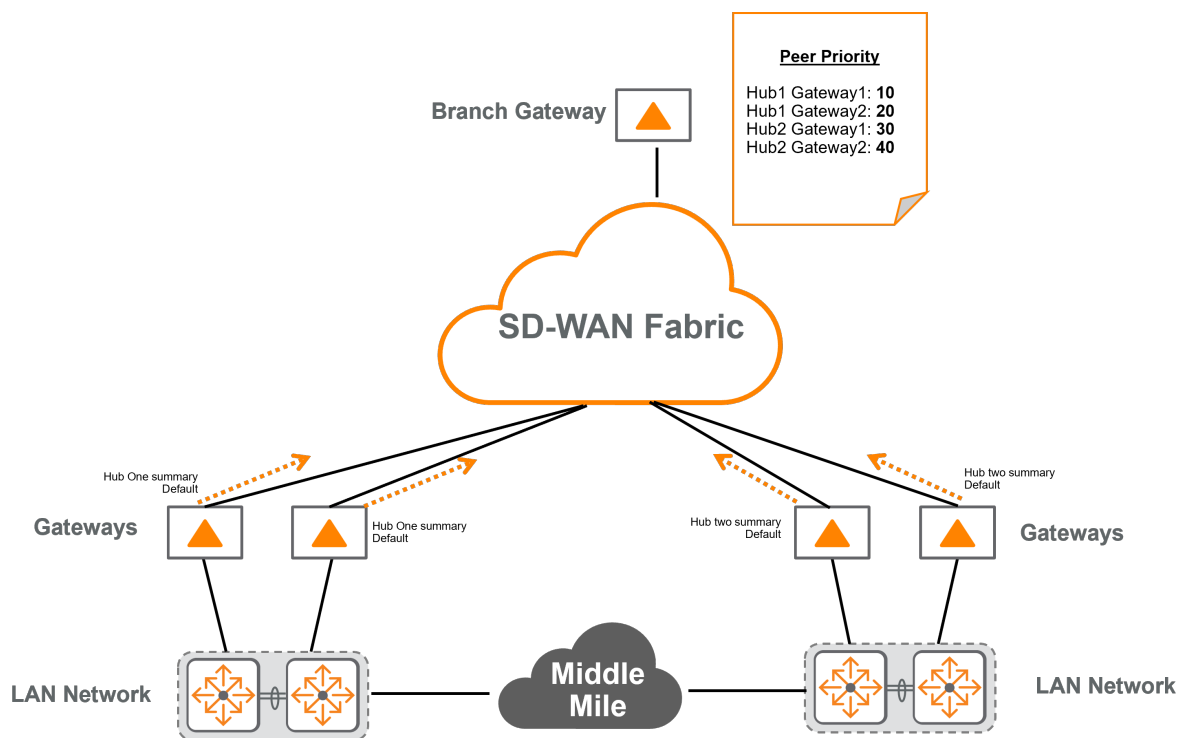 Peer Priority
Hub1 Gateway1: 10
Hub1 Gateway2: 20
Hub2 Gateway1: 30
Hub2 Gateway2: 40
Branch Gateway
SD-WAN Fabric
Hub One summary
Default
Hub two summary
Default
Gateways
Hub One summary
Default
Hub two summary
Default
Gateways
LAN Network
Middle
Mile
LAN Network